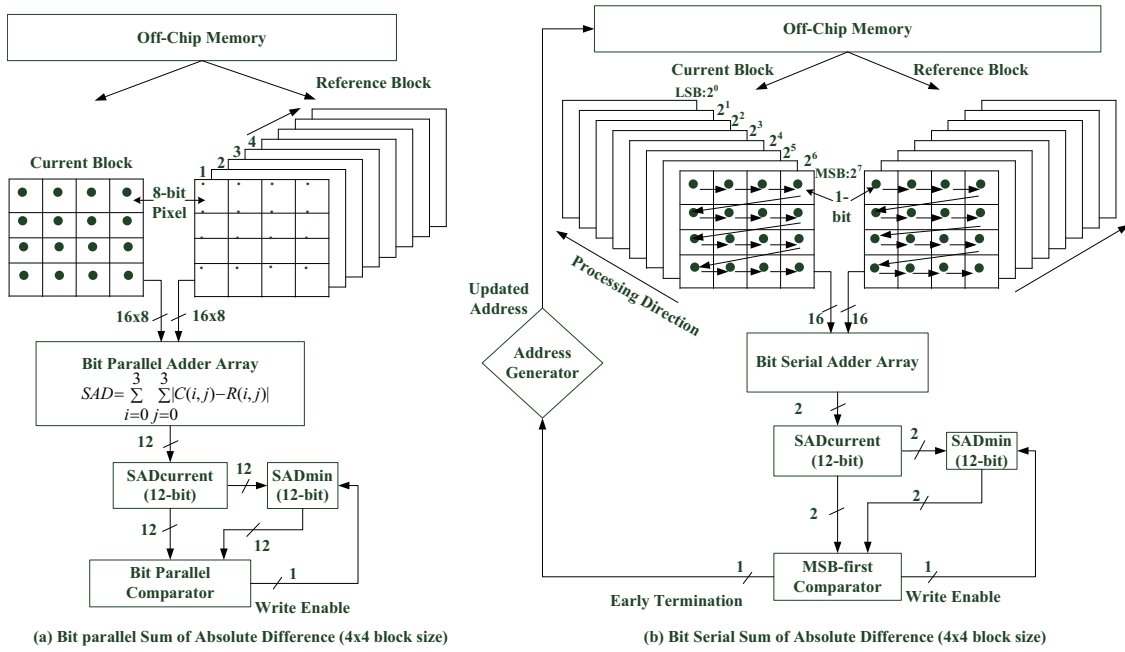 Off-Chip Memory
Reference Block
Current Block
1
2
3
4
8-bit
Pixel
16x8
16x8
Bit Parallel Adder Array
SAD= 3 3
∑ ∑|C(i,j)−R(i,j)|
i=0 j=0
12
SADcurrent
(12-bit)
12
SADmin
(12-bit)
12
12
Bit Parallel
Comparator
1
Write Enable
(a) Bit parallel Sum of Absolute Difference (4x4 block size)
Off-Chip Memory
Current Block
Reference Block
LSB:2⁰
2¹
2²
2³
2⁴
2⁵
2⁶
MSB:2⁷
1-
bit
Processing Direction
Updated
Address
Address
Generator
16
16
Bit Serial Adder Array
2
SADcurrent
(12-bit)
2
SADmin
(12-bit)
2
2
MSB-first
Comparator
1
Early Termination
1
Write Enable
(b) Bit Serial Sum of Absolute Difference (4x4 block size)